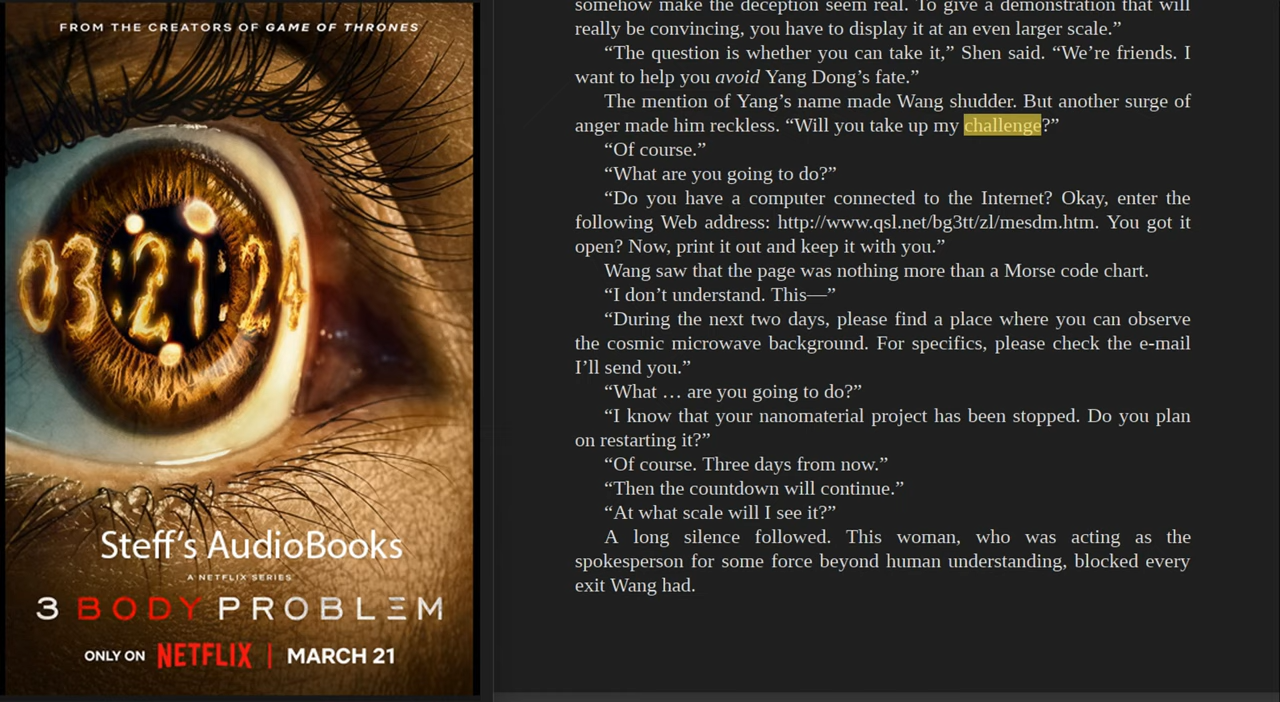 FROM THE CREATORS OF GAME OF THRONES
03:21:24
Steff's AudioBooks
A NETFLIX SERIES
3 BODY PROBLEM
ONLY ON NETFLIX | MARCH 21
somehow make the deception seem real. To give a demonstration that will
really be convincing, you have to display it at an even larger scale.”
“The question is whether you can take it,” Shen said. “We’re friends. I
want to help you avoid Yang Dong’s fate.”
The mention of Yang’s name made Wang shudder. But another surge of
anger made him reckless. “Will you take up my challenge?”
“Of course.”
“What are you going to do?”
“Do you have a computer connected to the Internet? Okay, enter the
following Web address: http://www.qsl.net/bg3tt/zl/mesdm.htm. You got it
open? Now, print it out and keep it with you.”
Wang saw that the page was nothing more than a Morse code chart.
“I don’t understand. This—”
“During the next two days, please find a place where you can observe
the cosmic microwave background. For specifics, please check the e-mail
I’ll send you.”
“What … are you going to do?”
“I know that your nanomaterial project has been stopped. Do you plan
on restarting it?”
“Of course. Three days from now.”
“Then the countdown will continue.”
“At what scale will I see it?”
A long silence followed. This woman, who was acting as the
spokesperson for some force beyond human understanding, blocked every
exit Wang had.